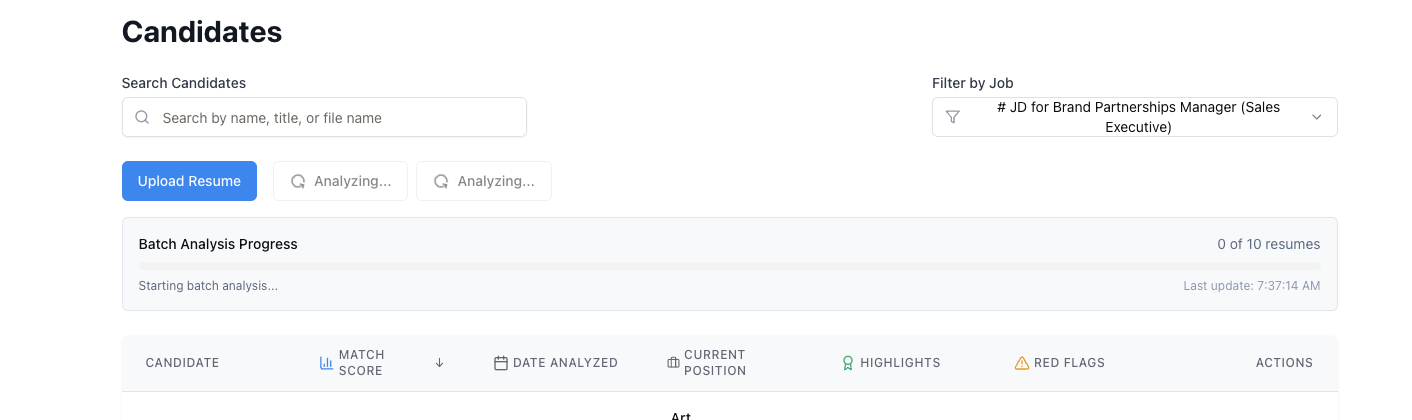 Candidates
Search Candidates
Filter by Job
Search by name, title, or file name
# JD for Brand Partnerships Manager (Sales
Executive)
Upload Resume
Analyzing...
Analyzing...
Batch Analysis Progress
0 of 10 resumes
Starting batch analysis...
Last update: 7:37:14 AM
CANDIDATE
MATCH
SCORE
DATE ANALYZED
CURRENT
POSITION
HIGHLIGHTS
RED FLAGS
ACTIONS
Art